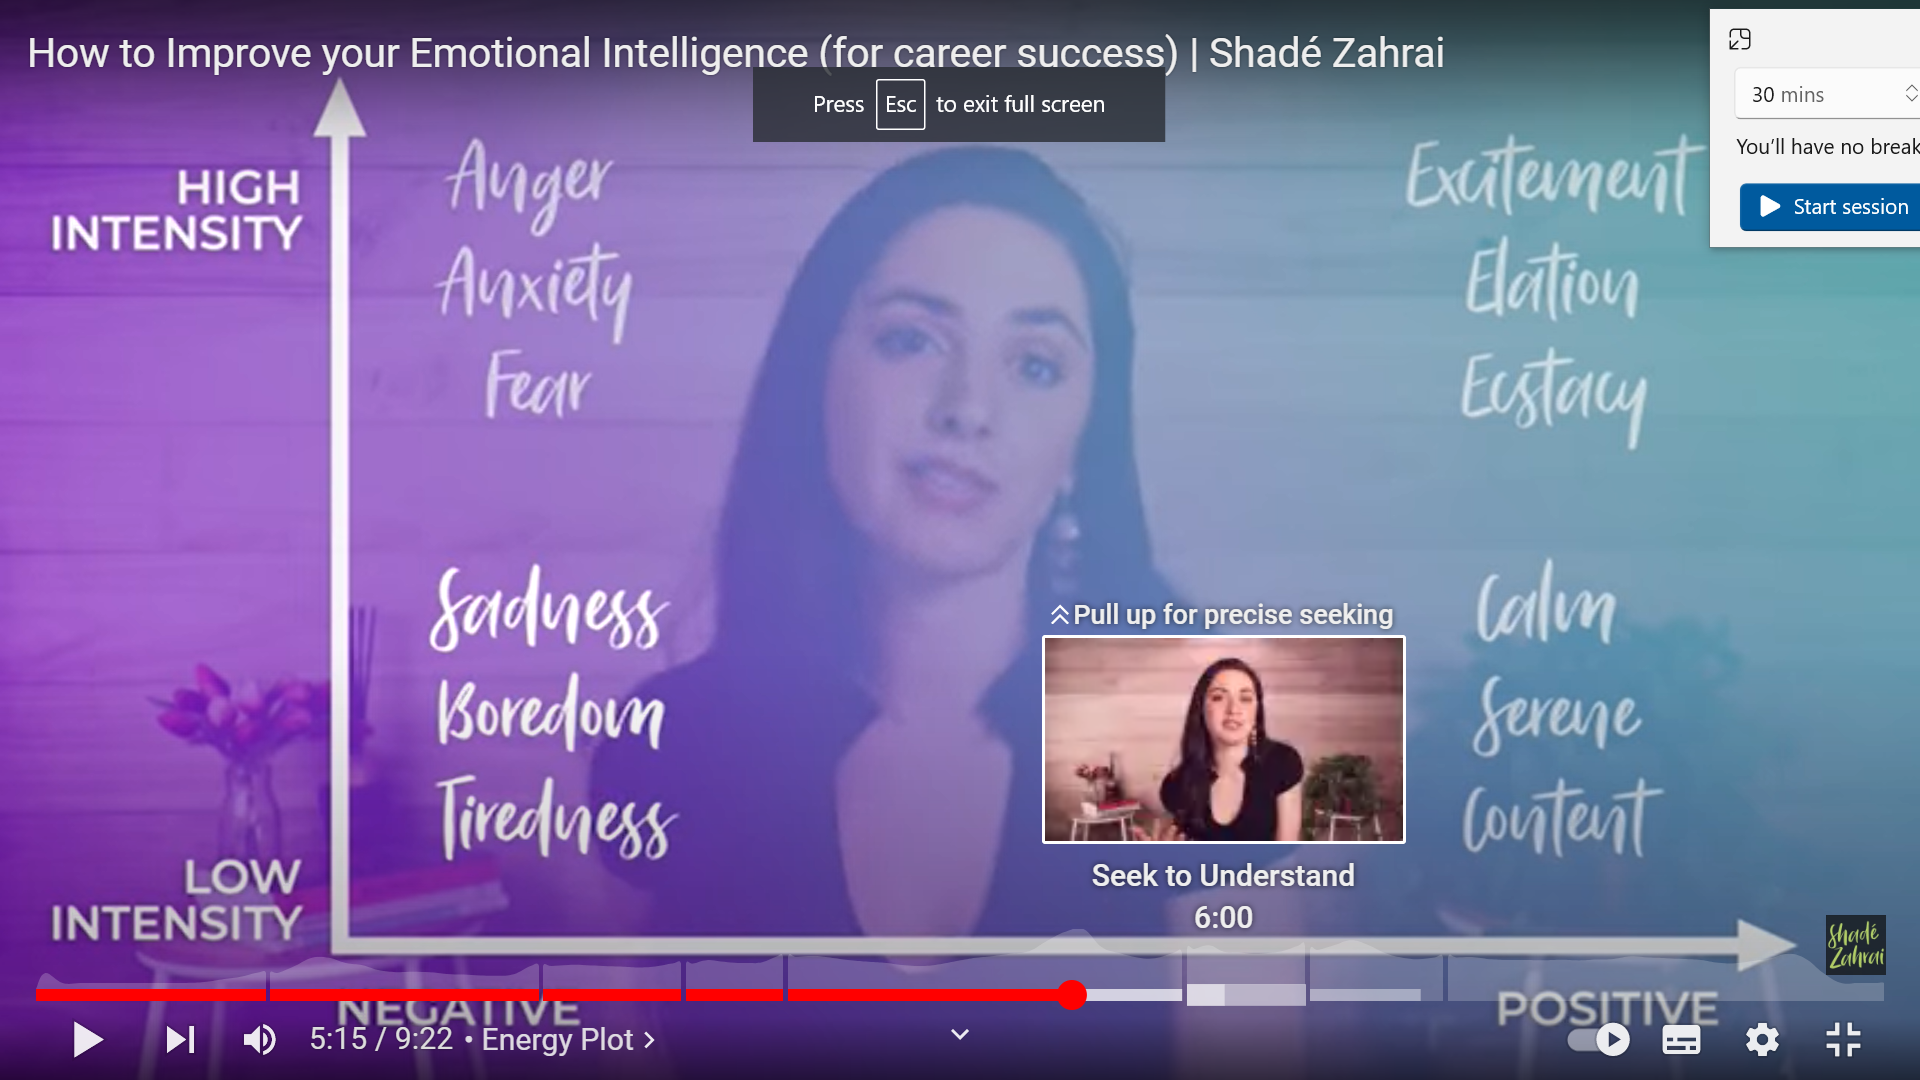 How to Improve your Emotional Intelligence (for career success) | Shadé Zahrai
Press Esc to exit full screen
30 mins
You'll have no break
Start session
HIGH
INTENSITY
Anger
Anxiety
Fear
Excitement
Elation
Ecstacy
Sadness
Boredom
Tiredness
Calm
Serene
Content
Pull up for precise seeking
Seek to Understand
6:00
LOW
INTENSITY
Shadé
Zahrai
NEGATIVE
POSITIVE
5:15 / 9:22 • Energy Plot